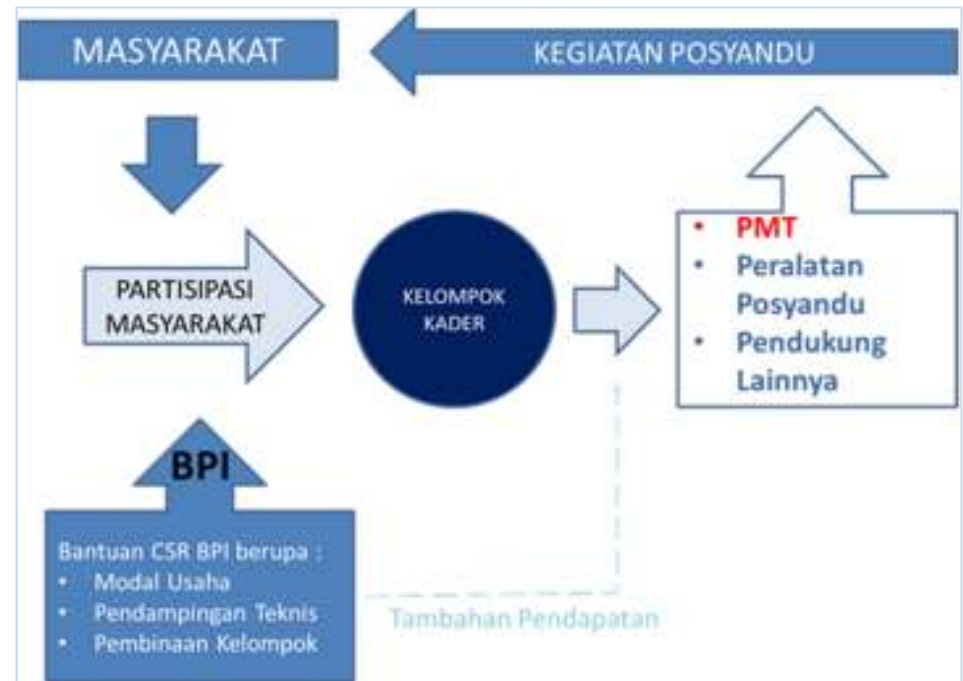 MASYARAKAT
KEGIATAN POSYANDU
PARTISIPASI
MASYARAKAT
KELOMPOK
KADER
• PMT
• Peralatan
Posyandu
• Pendukung
Lainnya
BPI
Bantuan CSR BPI berupa :
• Modal Usaha
• Pendampingan Teknis
• Pembinaan Kelompok
Tambahan Pendapatan